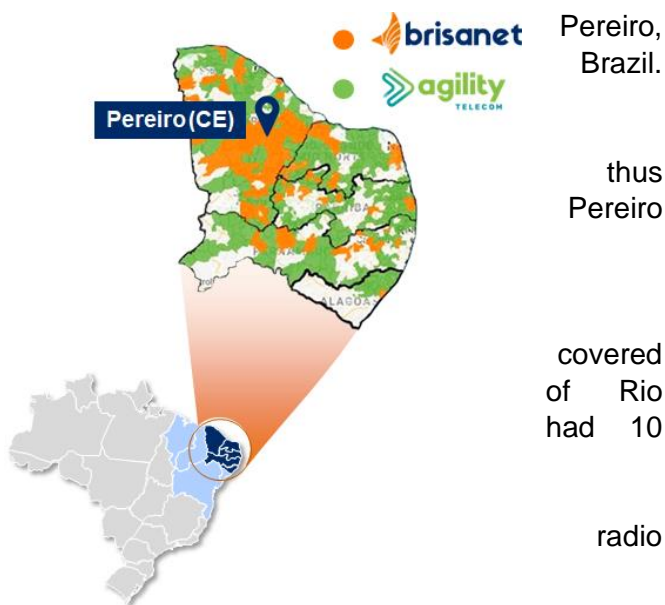 brisanet
agility
TELECOM
Pereiro (CE)
ALAGOAS
Pereiro,
Brazil.
thus
Pereiro
covered
of Rio
had 10
radio